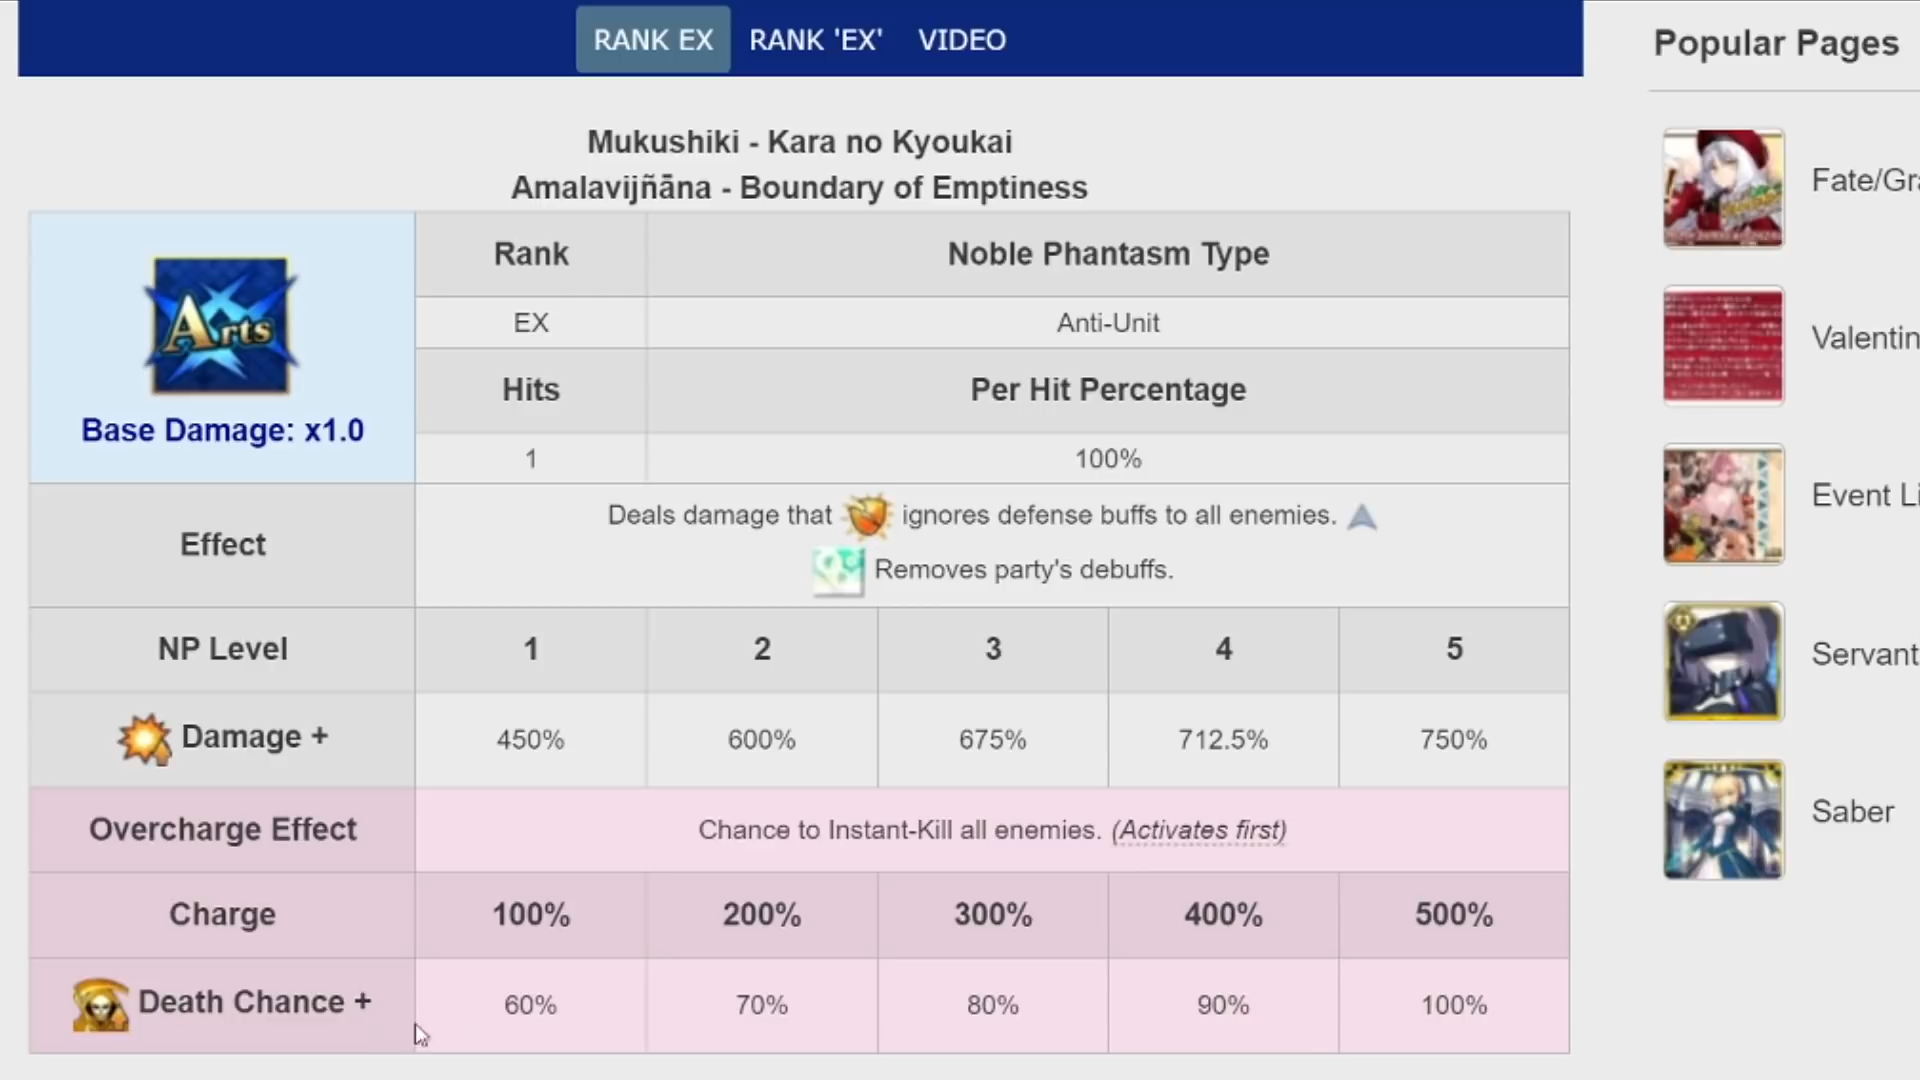 RANK EX RANK 'EX' VIDEO
Popular Pages
Mukushiki - Kara no Kyoukai
Amalavijñāna - Boundary of Emptiness
Arts
Base Damage: x1.0
Rank Noble Phantasm Type
EX Anti-Unit
Hits Per Hit Percentage
1 100%
Effect
Deals damage that ignores defense buffs to all enemies.
Removes party's debuffs.
NP Level 1 2 3 4 5
Damage + 450% 600% 675% 712.5% 750%
Overcharge Effect Chance to Instant-Kill all enemies. (Activates first)
Charge 100% 200% 300% 400% 500%
Death Chance + 60% 70% 80% 90% 100%
Fate/Gra
Valentin
Event Li
Servant
Saber